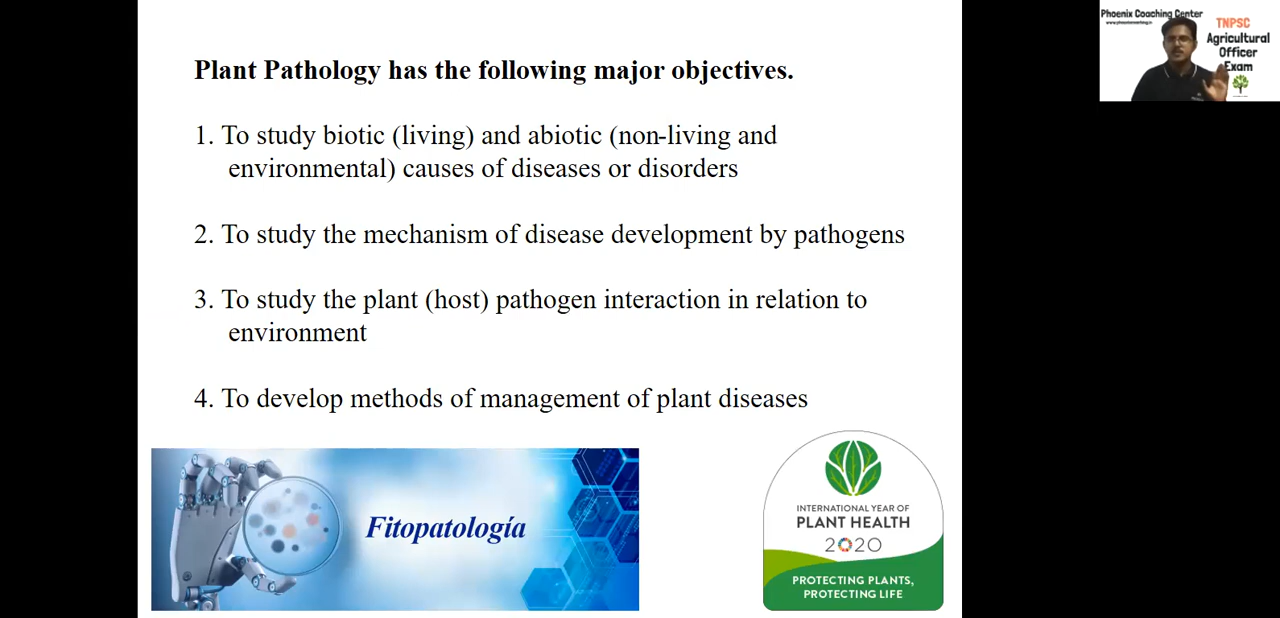 Plant Pathology has the following major objectives.
1. To study biotic (living) and abiotic (non-living and
environmental) causes of diseases or disorders
2. To study the mechanism of disease development by pathogens
3. To study the plant (host) pathogen interaction in relation to
environment
4. To develop methods of management of plant diseases
Fitopatología
INTERNATIONAL YEAR OF
PLANT HEALTH
2020
PROTECTING PLANTS,
PROTECTING LIFE
Phoenix Coaching Center
TNPSC
Agricultural
Officer
Exam